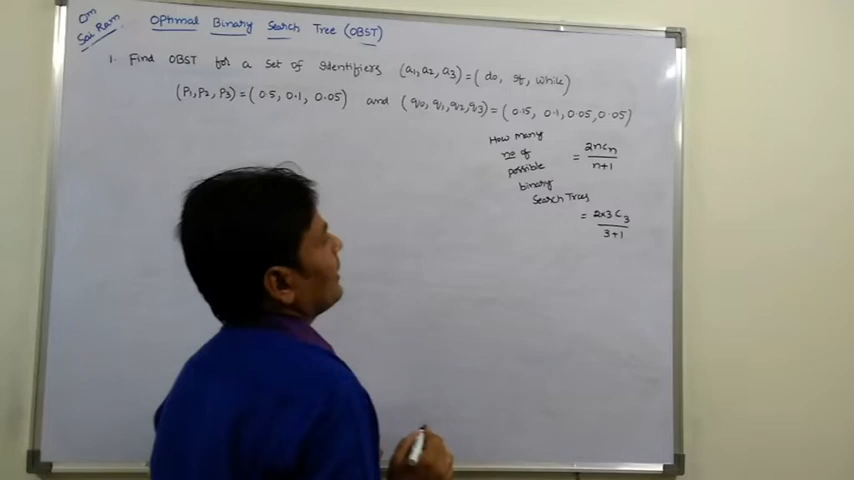 Om
Sai Ram
Optimal Binary Search Tree (OBST)
1. Find OBST for a set of identifiers (a1, a2, a3) = ( do, if, while)
(P1, P2, P3) = ( 0.5, 0.1, 0.05) and (q0, q1, q2, q3) = ( 0.15, 0.1, 0.05, 0.05)
How many
no of
possible
binary
Search Trees
= 2nCn
n+1
= 2x3 C3
3+1